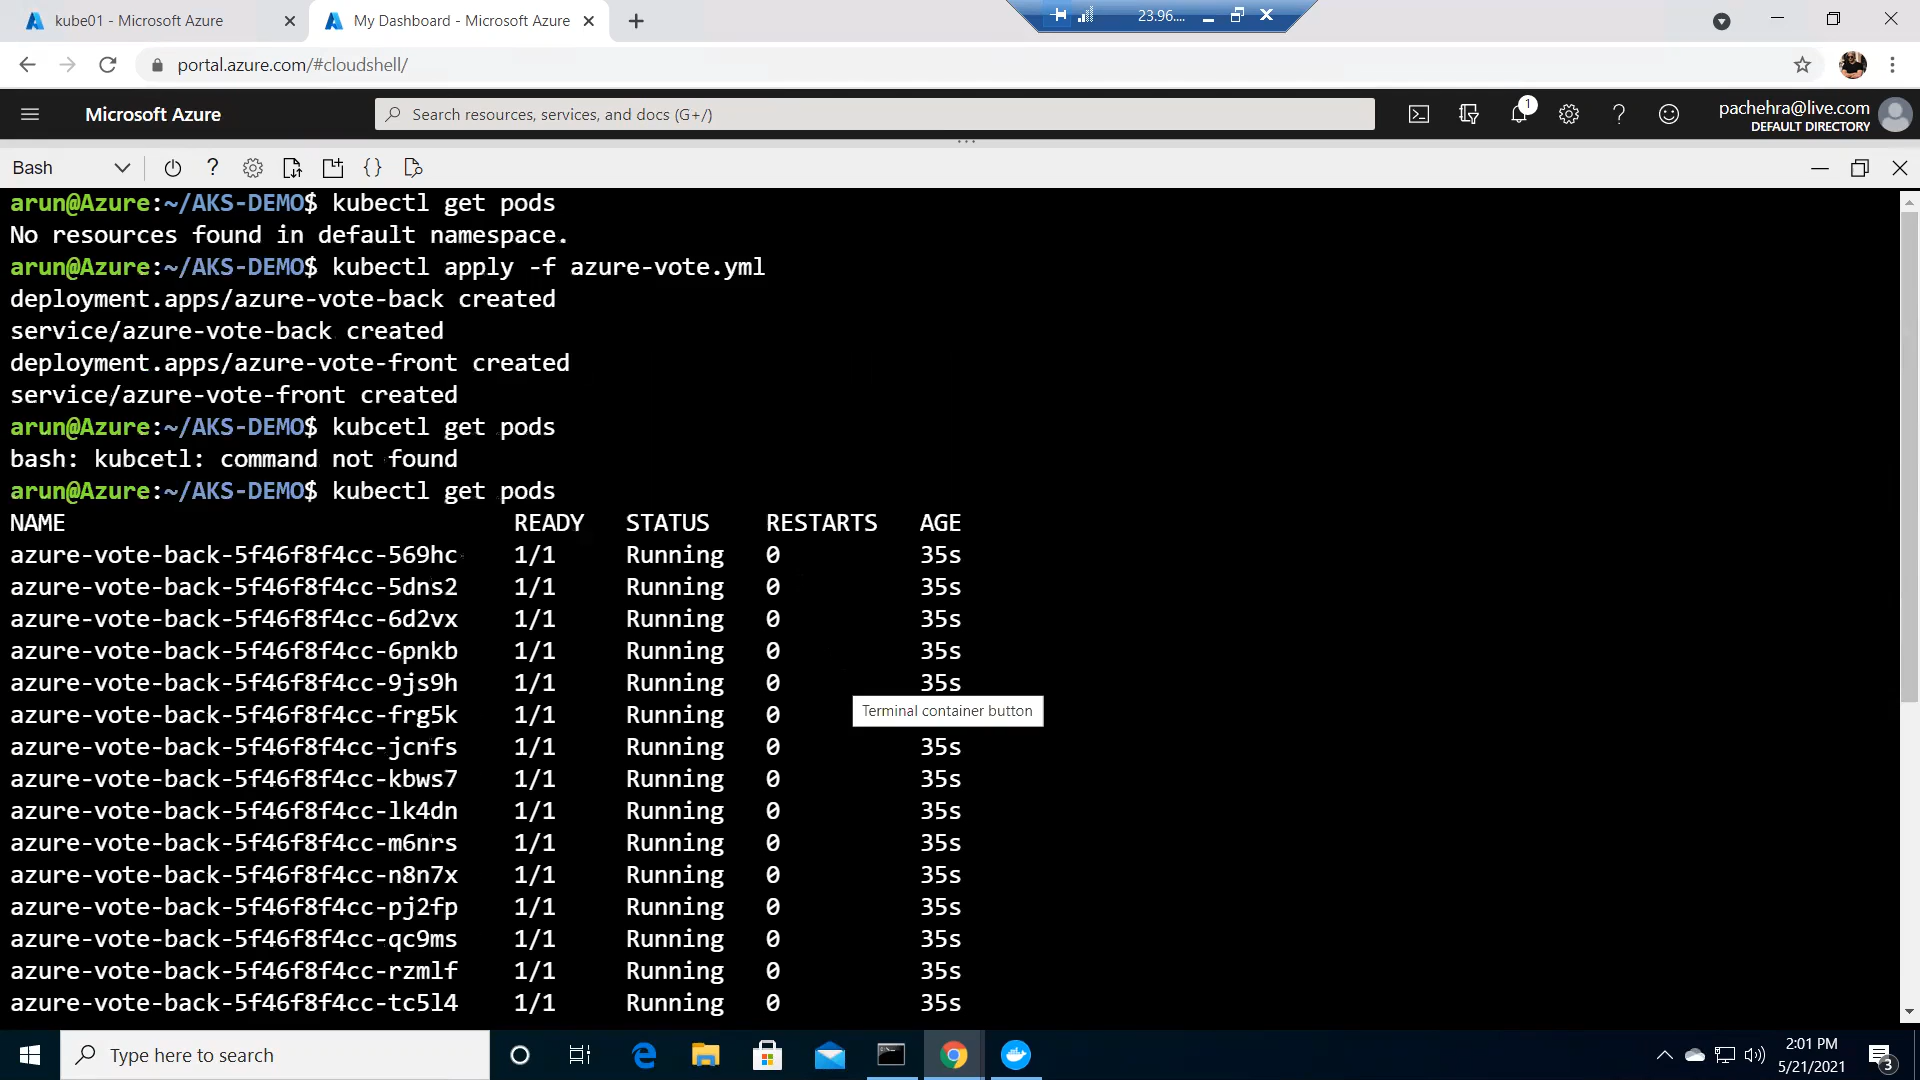 kube01 - Microsoft Azure
My Dashboard - Microsoft Azure
23.96....
portal.azure.com/#cloudshell/
Microsoft Azure
Search resources, services, and docs (G+/)
1
pachehra@live.com
DEFAULT DIRECTORY
Bash
arun@Azure:~/AKS-DEMO$ kubectl get pods
No resources found in default namespace.
arun@Azure:~/AKS-DEMO$ kubectl apply -f azure-vote.yml
deployment.apps/azure-vote-back created
service/azure-vote-back created
deployment.apps/azure-vote-front created
service/azure-vote-front created
arun@Azure:~/AKS-DEMO$ kubcetl get pods
bash: kubcetl: command not found
arun@Azure:~/AKS-DEMO$ kubectl get pods
NAME READY STATUS RESTARTS AGE
azure-vote-back-5f46f8f4cc-569hc 1/1 Running 0 35s
azure-vote-back-5f46f8f4cc-5dns2 1/1 Running 0 35s
azure-vote-back-5f46f8f4cc-6d2vx 1/1 Running 0 35s
azure-vote-back-5f46f8f4cc-6pnkb 1/1 Running 0 35s
azure-vote-back-5f46f8f4cc-9js9h 1/1 Running 0 35s
azure-vote-back-5f46f8f4cc-frg5k 1/1 Running 0
Terminal container button
azure-vote-back-5f46f8f4cc-jcnfs 1/1 Running 0 35s
azure-vote-back-5f46f8f4cc-kbws7 1/1 Running 0 35s
azure-vote-back-5f46f8f4cc-lk4dn 1/1 Running 0 35s
azure-vote-back-5f46f8f4cc-m6nrs 1/1 Running 0 35s
azure-vote-back-5f46f8f4cc-n8n7x 1/1 Running 0 35s
azure-vote-back-5f46f8f4cc-pj2fp 1/1 Running 0 35s
azure-vote-back-5f46f8f4cc-qc9ms 1/1 Running 0 35s
azure-vote-back-5f46f8f4cc-rzmlf 1/1 Running 0 35s
azure-vote-back-5f46f8f4cc-tc5l4 1/1 Running 0 35s
Type here to search
2:01 PM
5/21/2021
3